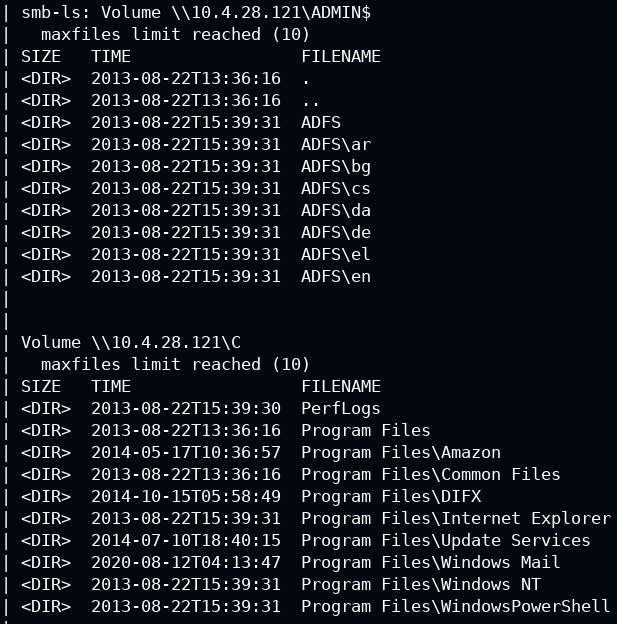 | smb-ls: Volume \\10.4.28.121\ADMIN$
|   maxfiles limit reached (10)
| SIZE   TIME                 FILENAME
| <DIR>  2013-08-22T13:36:16  .
| <DIR>  2013-08-22T13:36:16  ..
| <DIR>  2013-08-22T15:39:31  ADFS
| <DIR>  2013-08-22T15:39:31  ADFS\ar
| <DIR>  2013-08-22T15:39:31  ADFS\bg
| <DIR>  2013-08-22T15:39:31  ADFS\cs
| <DIR>  2013-08-22T15:39:31  ADFS\da
| <DIR>  2013-08-22T15:39:31  ADFS\de
| <DIR>  2013-08-22T15:39:31  ADFS\el
| <DIR>  2013-08-22T15:39:31  ADFS\en
|
|
| Volume \\10.4.28.121\C
|   maxfiles limit reached (10)
| SIZE   TIME                 FILENAME
| <DIR>  2013-08-22T15:39:30  PerfLogs
| <DIR>  2013-08-22T13:36:16  Program Files
| <DIR>  2014-05-17T10:36:57  Program Files\Amazon
| <DIR>  2013-08-22T13:36:16  Program Files\Common Files
| <DIR>  2014-10-15T05:58:49  Program Files\DIFX
| <DIR>  2013-08-22T15:39:31  Program Files\Internet Explorer
| <DIR>  2014-07-10T18:40:15  Program Files\Update Services
| <DIR>  2020-08-12T04:13:47  Program Files\Windows Mail
| <DIR>  2013-08-22T15:39:31  Program Files\Windows NT
| <DIR>  2013-08-22T15:39:31  Program Files\WindowsPowerShell